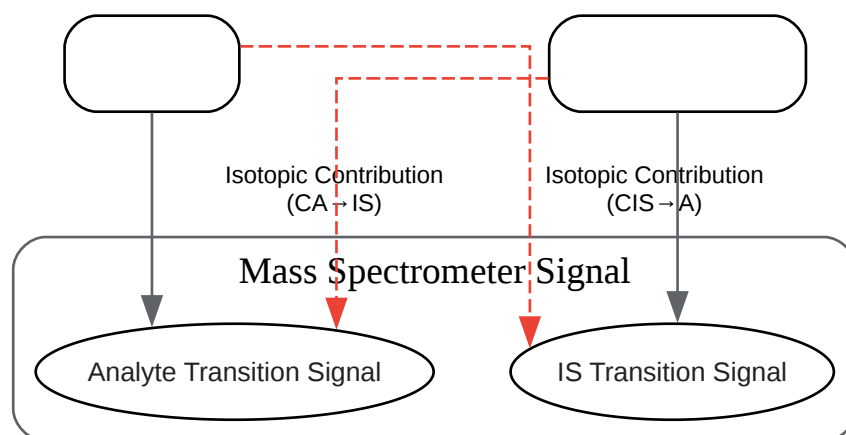 Isotopic Contribution
(CA→IS)
Isotopic Contribution
(CIS→A)
Mass Spectrometer Signal
Analyte Transition Signal
IS Transition Signal